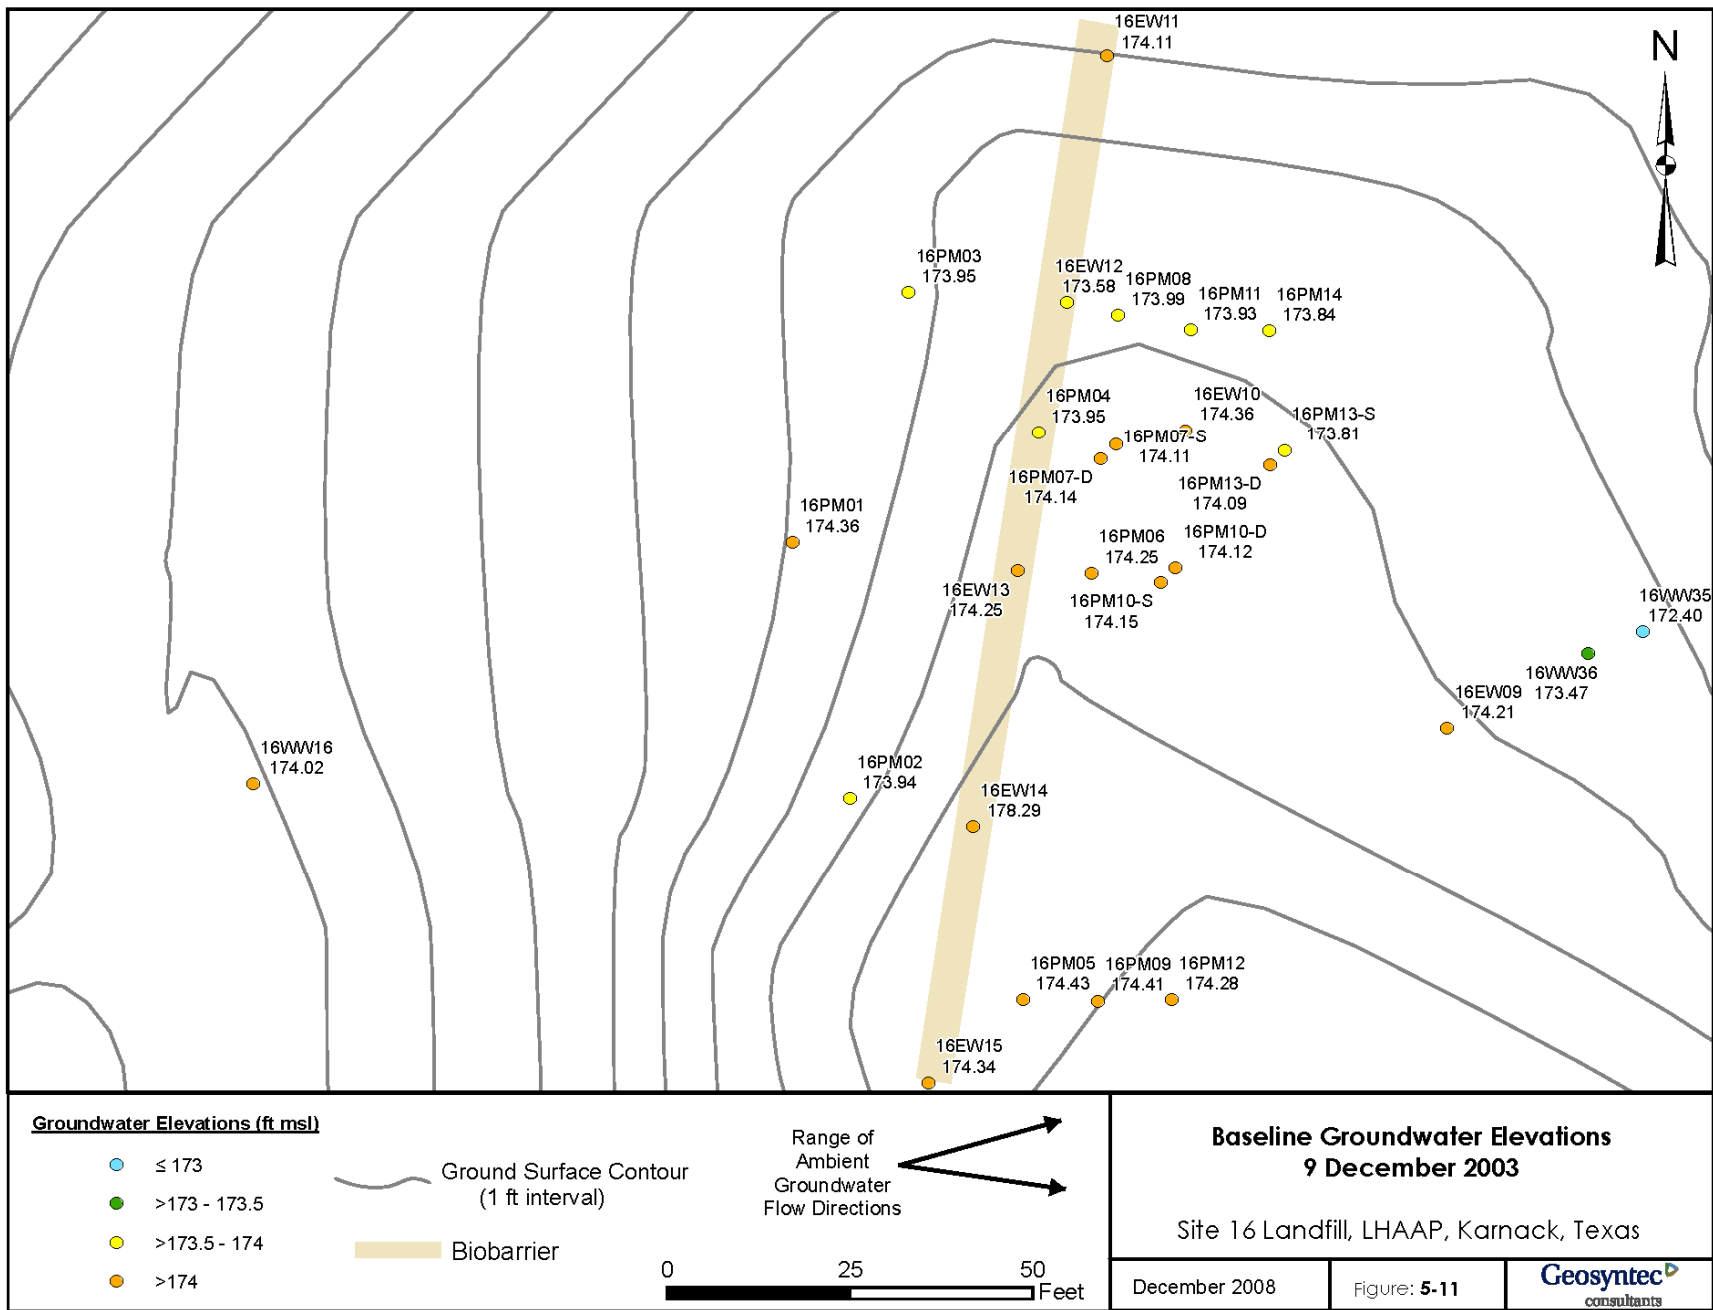 16EW11
174.11
N
16PM03
173.95
16EW12
173.58
16PM08
173.99
16PM11
173.93
16PM14
173.84
16PM04
173.95
16EW10
174.36
16PM13-S
173.81
16PM07-S
174.11
16PM07-D
174.14
16PM13-D
174.09
16PM01
174.36
16PM06
174.25
16PM10-D
174.12
16EW13
174.25
16PM10-S
174.15
16WW35
172.40
16WW36
173.47
16EW09
174.21
16WW16
174.02
16PM02
173.94
16EW14
178.29
16PM05
174.43
16PM09
174.41
16PM12
174.28
16EW15
174.34
Groundwater Elevations (ft msl)
≤ 173
>173 - 173.5
>173.5 - 174
>174
Ground Surface Contour
(1 ft interval)
Biobarrier
Range of
Ambient
Groundwater
Flow Directions
0 25 50
Feet
Baseline Groundwater Elevations
9 December 2003
Site 16 Landfill, LHAAP, Karnack, Texas
December 2008
Figure: 5-11
Geosyntec
consultants